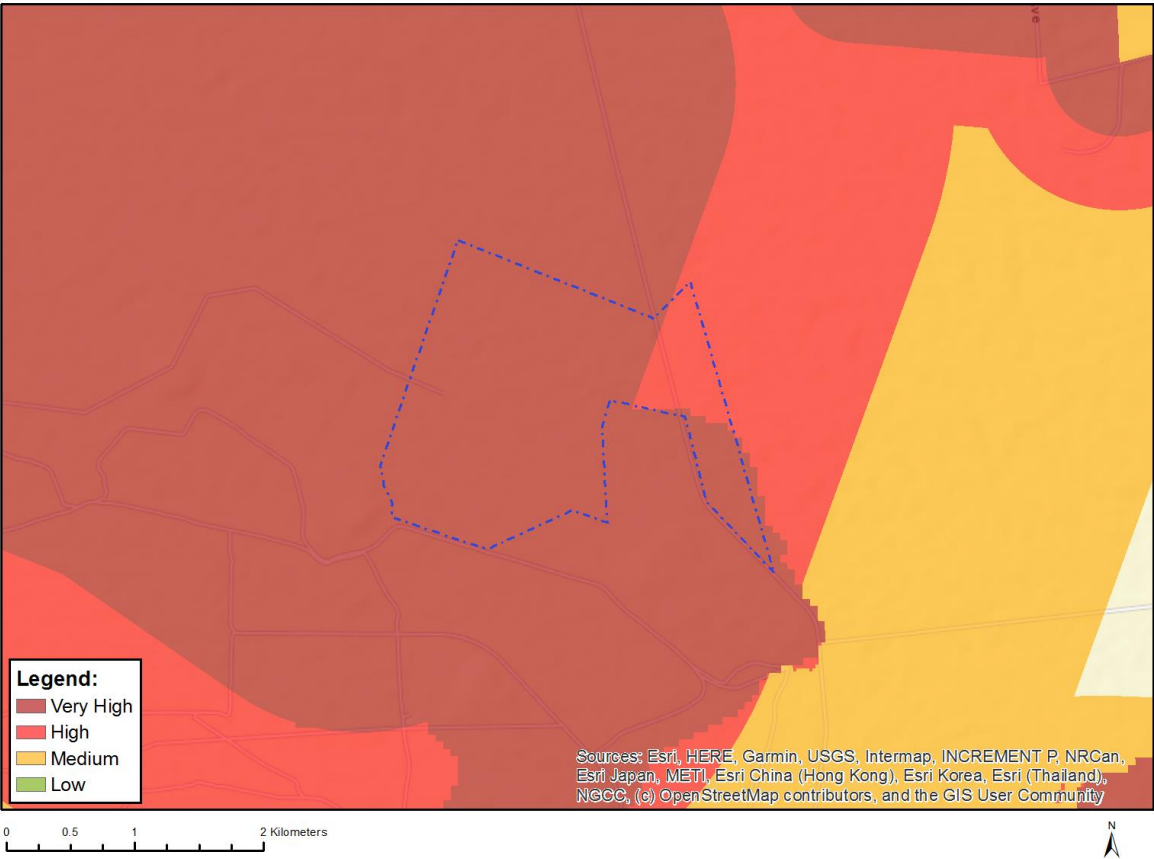 ve
Legend:
Very High
High
Medium
Low
Sources: Esri, HERE, Garmin, USGS, Intermap, INCREMENT P, NRCan,
Esri Japan, METI, Esri China (Hong Kong), Esri Korea, Esri (Thailand),
NGCC, (c) OpenStreetMap contributors, and the GIS User Community
0 0.5 1 2 Kilometers
N